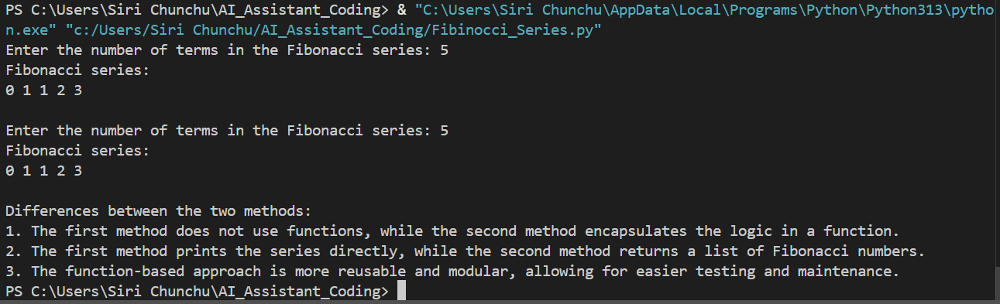 PS C:\Users\Siri Chunchu\AI_Assistant_Coding> & "C:\Users\Siri Chunchu\AppData\Local\Programs\Python\Python313\pytho
n.exe" "c:/Users/Siri Chunchu/AI_Assistant_Coding/Fibinocci_Series.py"
Enter the number of terms in the Fibonacci series: 5
Fibonacci series:
0 1 1 2 3
Enter the number of terms in the Fibonacci series: 5
Fibonacci series:
0 1 1 2 3
Differences between the two methods:
1. The first method does not use functions, while the second method encapsulates the logic in a function.
2. The first method prints the series directly, while the second method returns a list of Fibonacci numbers.
3. The function-based approach is more reusable and modular, allowing for easier testing and maintenance.
PS C:\Users\Siri Chunchu\AI_Assistant_Coding>